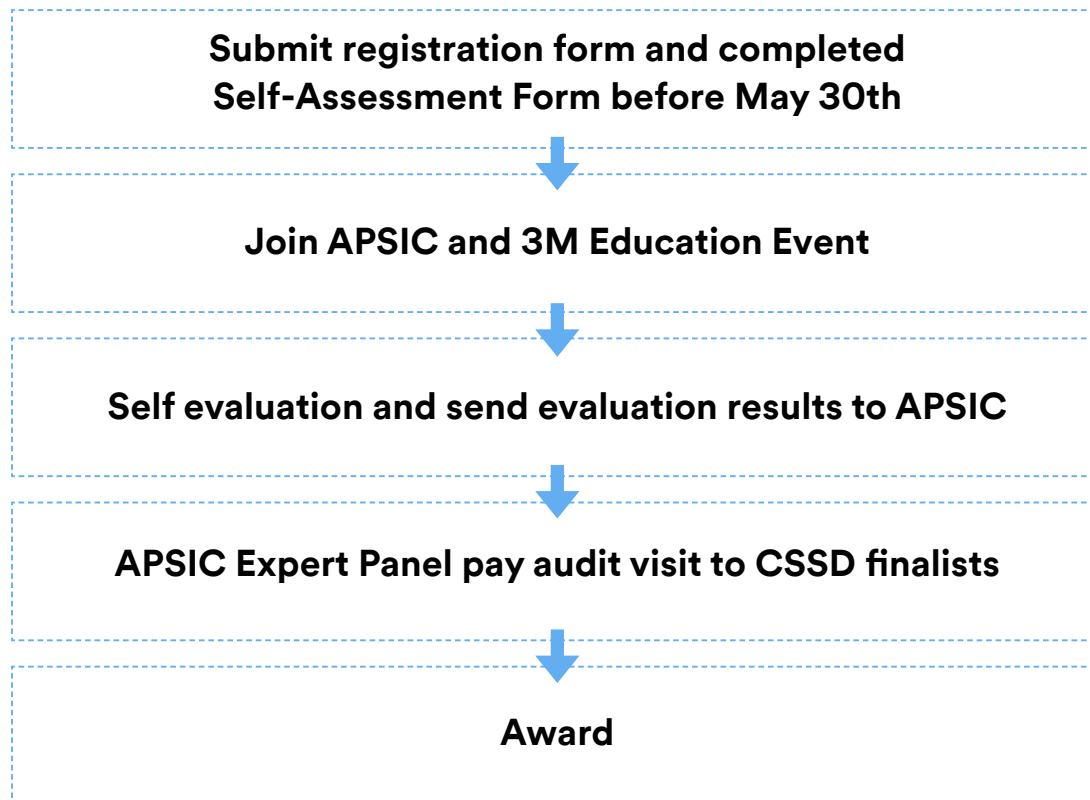 Submit registration form and completed
Self-Assessment Form before May 30th
Join APSIC and 3M Education Event
Self evaluation and send evaluation results to APSIC
APSIC Expert Panel pay audit visit to CSSD finalists
Award